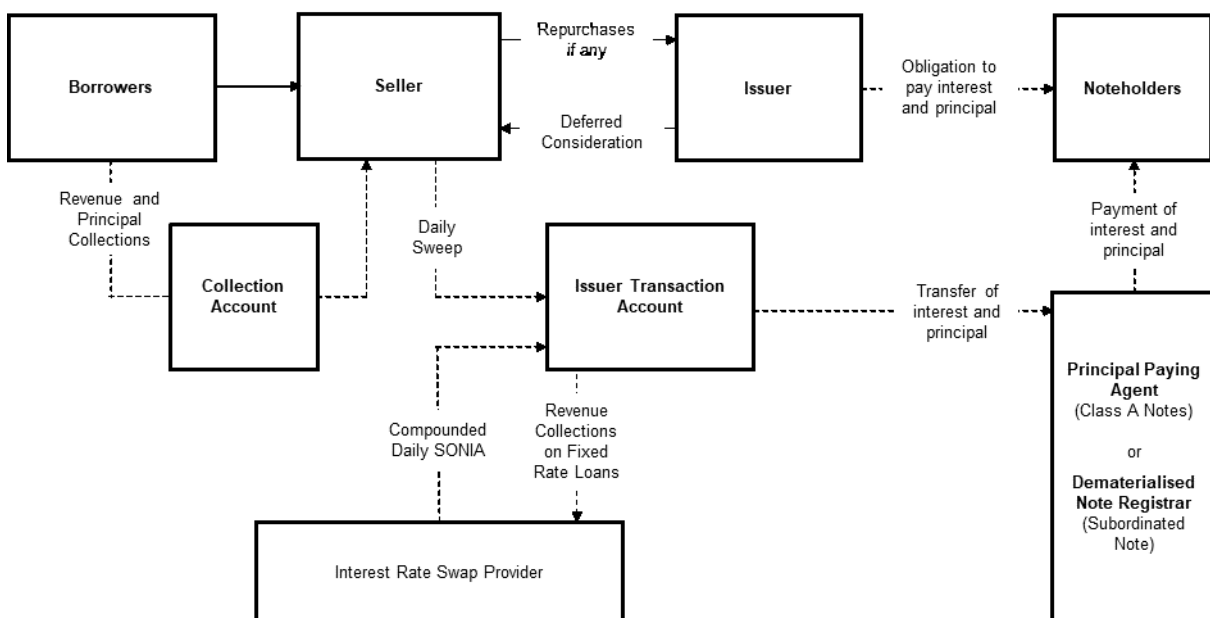 Borrowers
Seller
Repurchases
if any
Issuer
Obligation to
pay interest
and principal
Noteholders
Deferred
Consideration
Revenue and
Principal
Collections
Collection
Account
Daily
Sweep
Issuer Transaction
Account
Transfer of
interest and
principal
Payment of
interest and
principal
Compounded
Daily SONIA
Revenue
Collections
on Fixed
Rate Loans
Interest Rate Swap Provider
Principal Paying
Agent
(Class A Notes)
or
Dematerialised
Note Registrar
(Subordinated
Note)